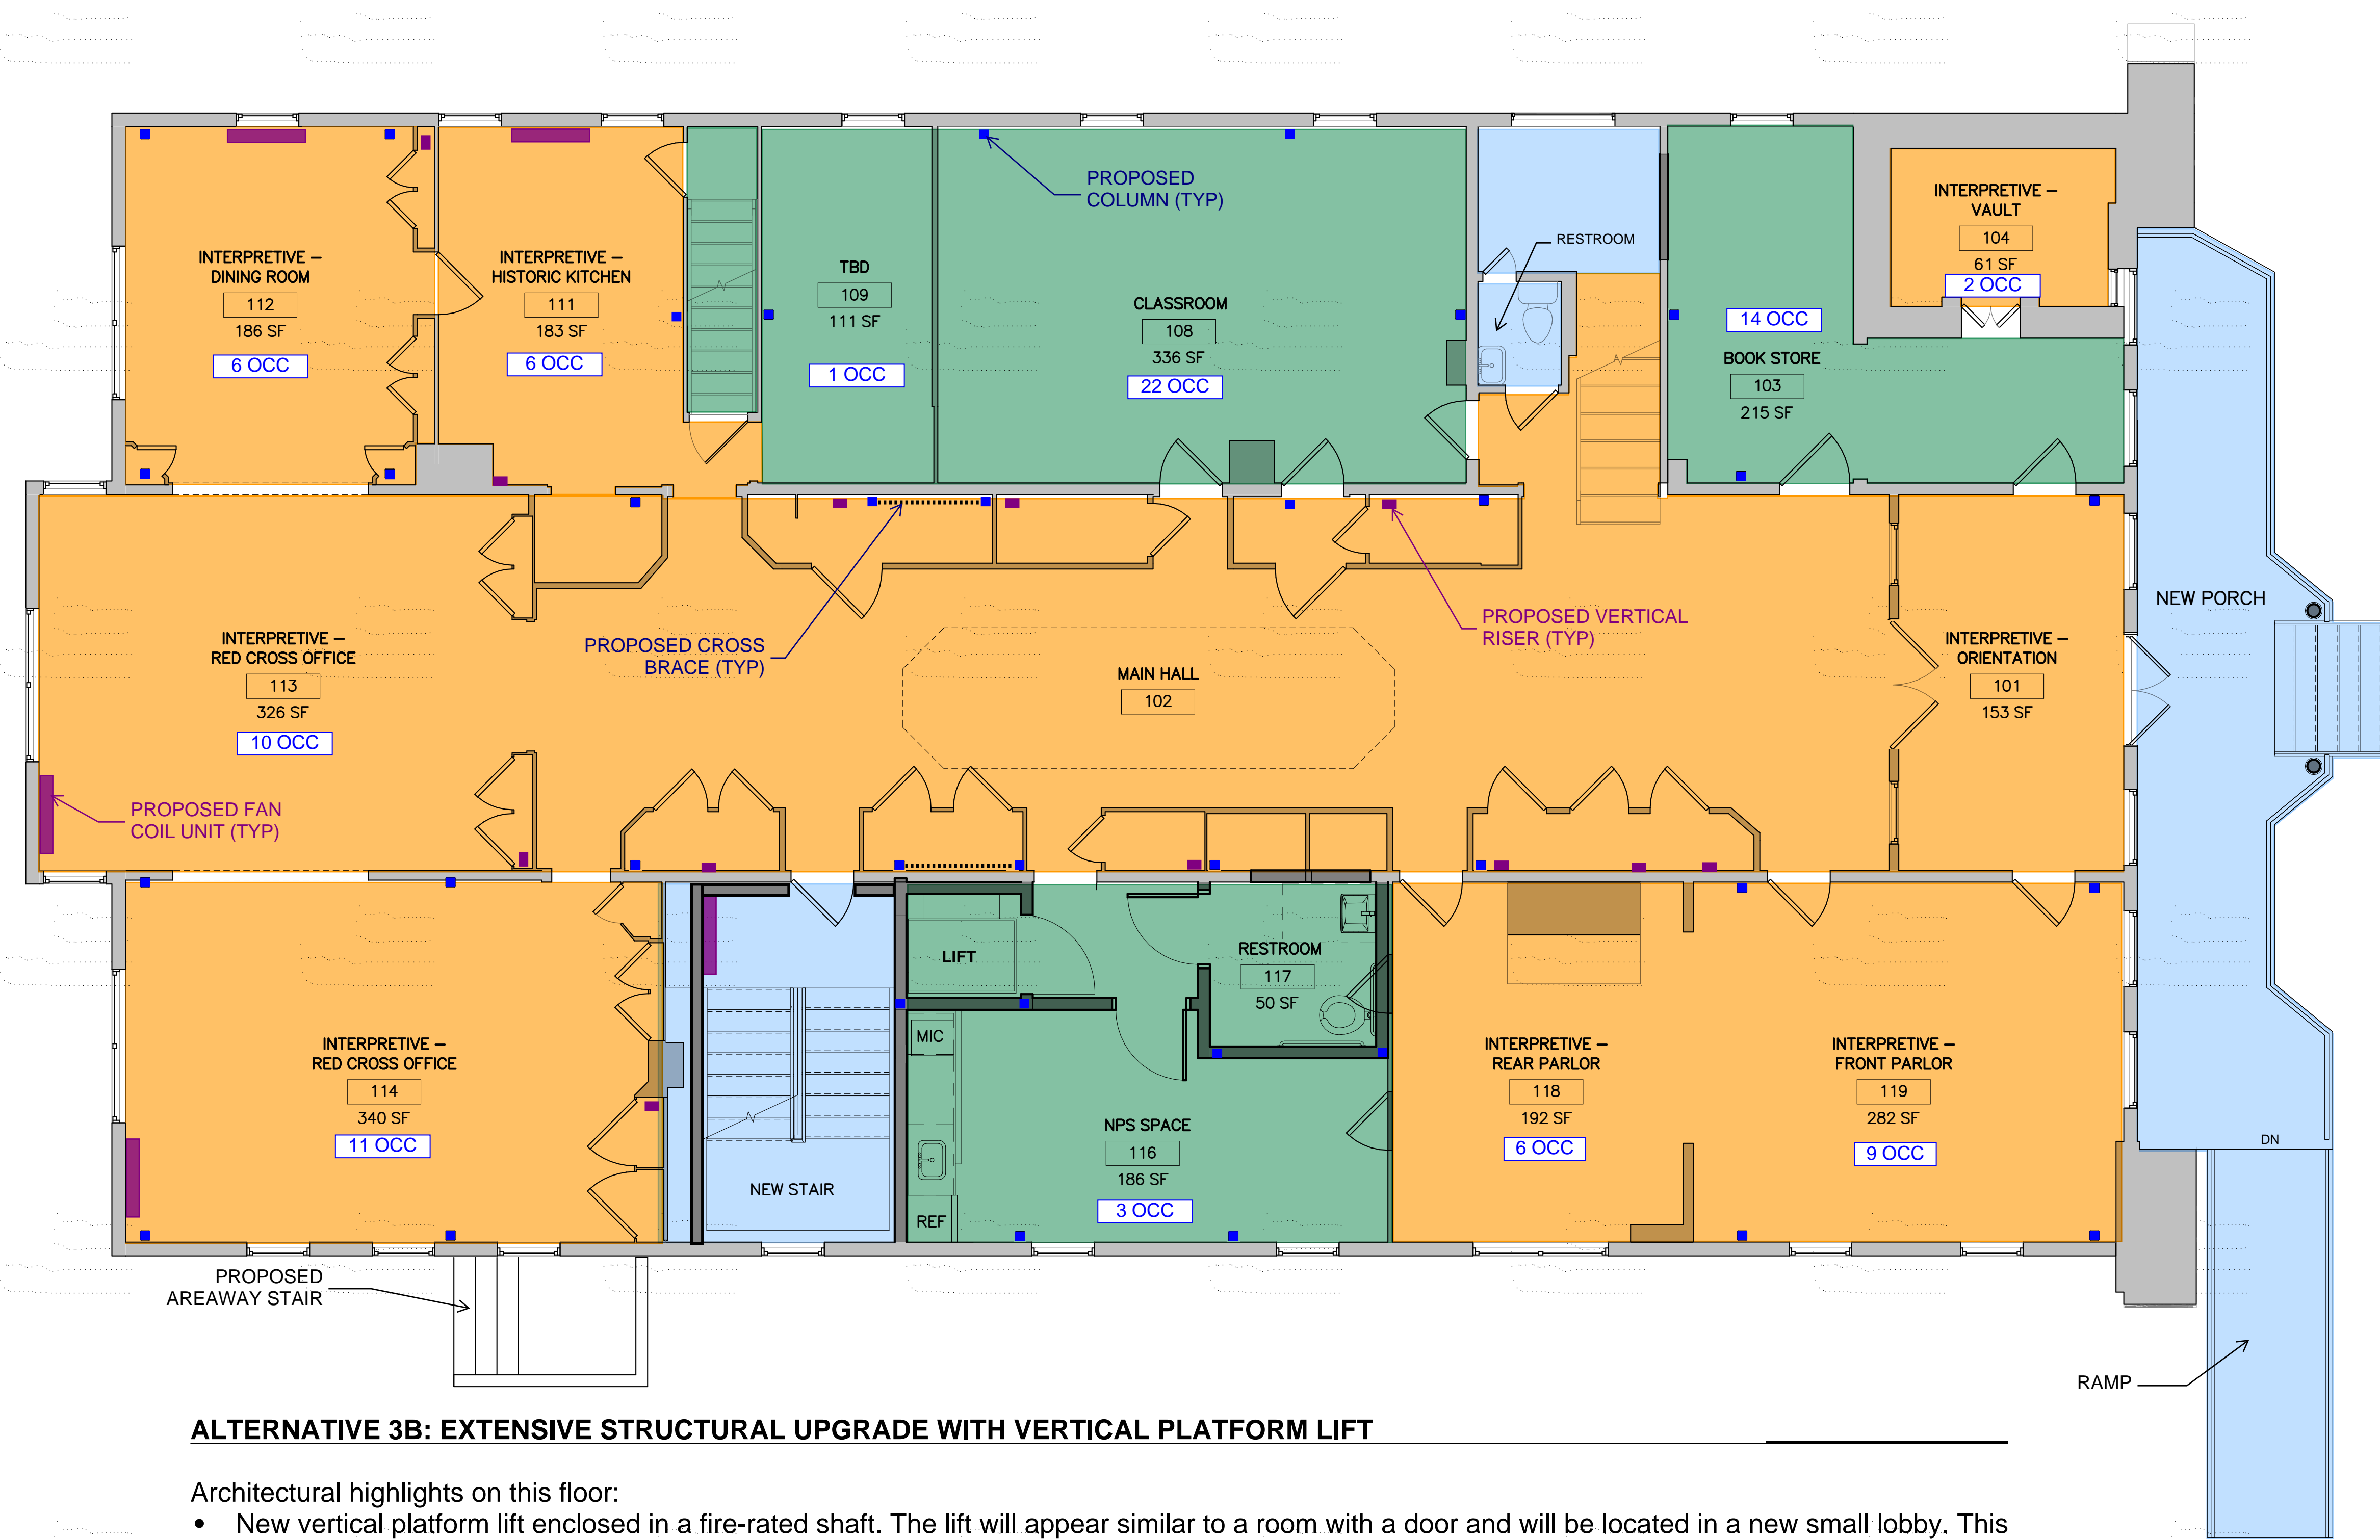 PROPOSED
COLUMN (TYP)
INTERPRETIVE –
VAULT
104
61 SF
2 OCC
RESTROOM
INTERPRETIVE –
DINING ROOM
112
186 SF
6 OCC
INTERPRETIVE –
HISTORIC KITCHEN
111
183 SF
6 OCC
TBD
109
111 SF
1 OCC
CLASSROOM
108
336 SF
22 OCC
14 OCC
BOOK STORE
103
215 SF
NEW PORCH
INTERPRETIVE –
RED CROSS OFFICE
113
326 SF
10 OCC
PROPOSED CROSS
BRACE (TYP)
MAIN HALL
102
PROPOSED VERTICAL
RISER (TYP)
INTERPRETIVE –
ORIENTATION
101
153 SF
PROPOSED FAN
COIL UNIT (TYP)
LIFT
RESTROOM
117
50 SF
MIC
INTERPRETIVE –
RED CROSS OFFICE
114
340 SF
11 OCC
NEW STAIR
NPS SPACE
116
186 SF
3 OCC
REF
INTERPRETIVE –
REAR PARLOR
118
192 SF
6 OCC
INTERPRETIVE –
FRONT PARLOR
119
282 SF
9 OCC
DN
PROPOSED
AREAWAY STAIR
RAMP
ALTERNATIVE 3B: EXTENSIVE STRUCTURAL UPGRADE WITH VERTICAL PLATFORM LIFT
Architectural highlights on this floor:
• New vertical platform lift enclosed in a fire-rated shaft. The lift will appear similar to a room with a door and will be located in a new small lobby. This